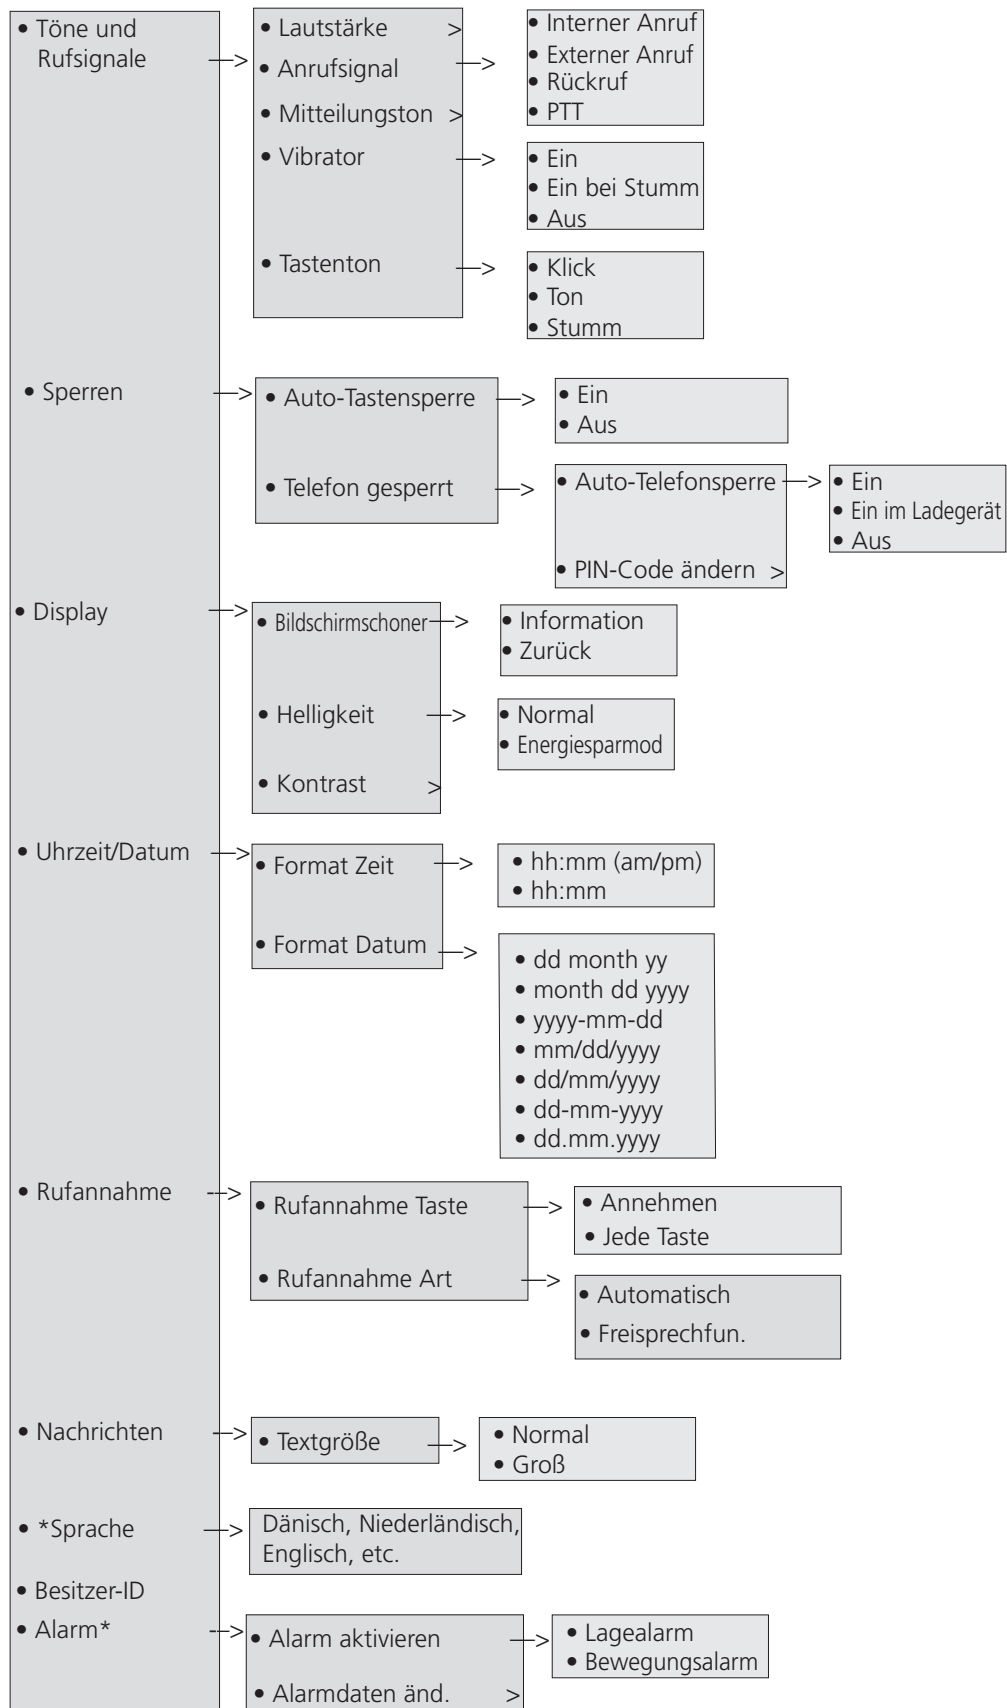 • Töne und
Rufsignale —>
• Lautstärke >
• Anrufsignal —>
• Interner Anruf
• Externer Anruf
• Rückruf
• PTT
• Mitteilungston >
• Vibrator —>
• Ein
• Ein bei Stumm
• Aus
• Tastenton —>
• Klick
• Ton
• Stumm
• Sperren —>
• Auto-Tastensperre —>
• Ein
• Aus
• Telefon gesperrt —>
• Auto-Telefonsperre —>
• Ein
• Ein im Ladegerät
• Aus
• PIN-Code ändern >
• Display —>
• Bildschirmschoner —>
• Information
• Zurück
• Helligkeit —>
• Normal
• Energiesparmod
• Kontrast >
• Uhrzeit/Datum —>
• Format Zeit —>
• hh:mm (am/pm)
• hh:mm
• Format Datum —>
• dd month yy
• month dd yyyy
• yyyy-mm-dd
• mm/dd/yyyy
• dd/mm/yyyy
• dd-mm-yyyy
• dd.mm.yyyy
• Rufannahme -->
• Rufannahme Taste —>
• Annehmen
• Jede Taste
• Rufannahme Art —>
• Automatisch
• Freisprechfun.
• Nachrichten —>
• Textgröße —>
• Normal
• Groß
• *Sprache —>
Dänisch, Niederländisch,
Englisch, etc.
• Besitzer-ID
• Alarm* -->
• Alarm aktivieren —>
• Lagealarm
• Bewegungsalarm
• Alarmdaten änd. >